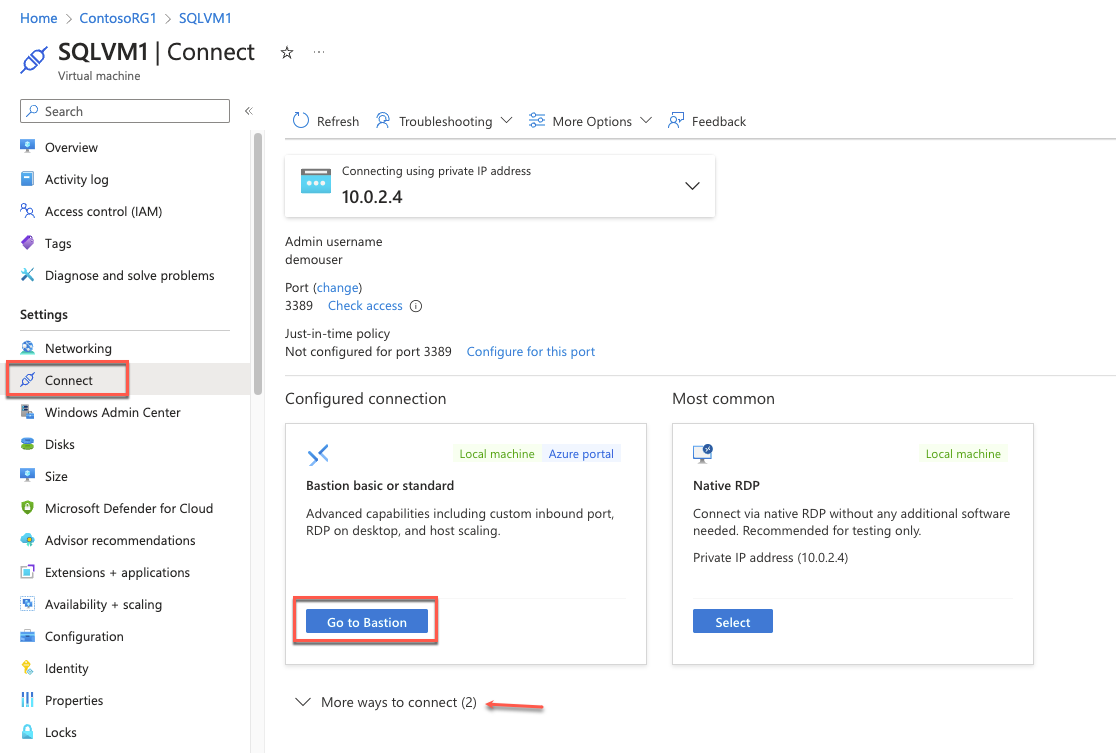 Home > ContosoRG1 > SQLVM1
SQLVM1 | Connect ☆ ...
Virtual machine
Search «
Refresh Troubleshooting More Options Feedback
Overview
Activity log
Access control (IAM)
Tags
Diagnose and solve problems
Settings
Networking
Connect
Windows Admin Center
Disks
Size
Microsoft Defender for Cloud
Advisor recommendations
Extensions + applications
Availability + scaling
Configuration
Identity
Properties
Locks
Connecting using private IP address
10.0.2.4
Admin username
demouser
Port (change)
3389 Check access
Just-in-time policy
Not configured for port 3389 Configure for this port
Configured connection
Local machine Azure portal
Bastion basic or standard
Advanced capabilities including custom inbound port,
RDP on desktop, and host scaling.
Go to Bastion
Most common
Local machine
Native RDP
Connect via native RDP without any additional software
needed. Recommended for testing only.
Private IP address (10.0.2.4)
Select
More ways to connect (2)